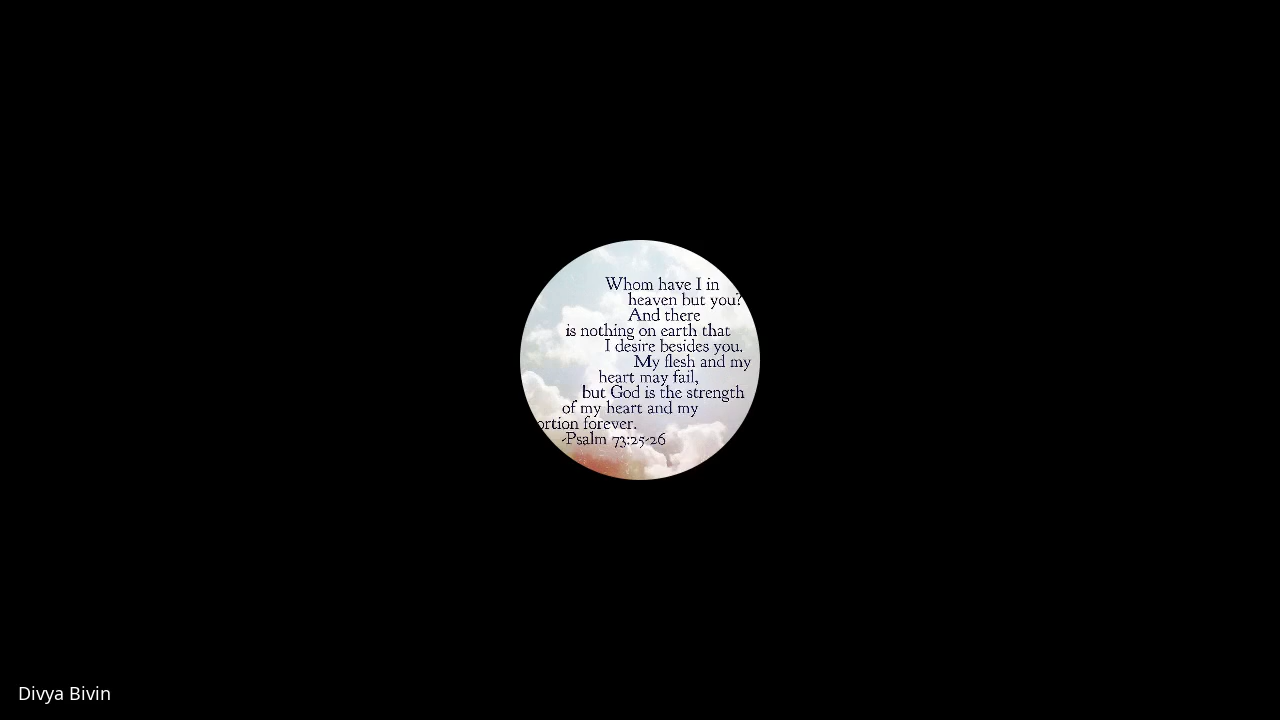 Whom have I in
heaven but you?
And there
is nothing on earth that
I desire besides you.
My flesh and my
heart may fail,
but God is the strength
of my heart and my
ortion forever.
-Psalm 73:25-26
Divya Bivin